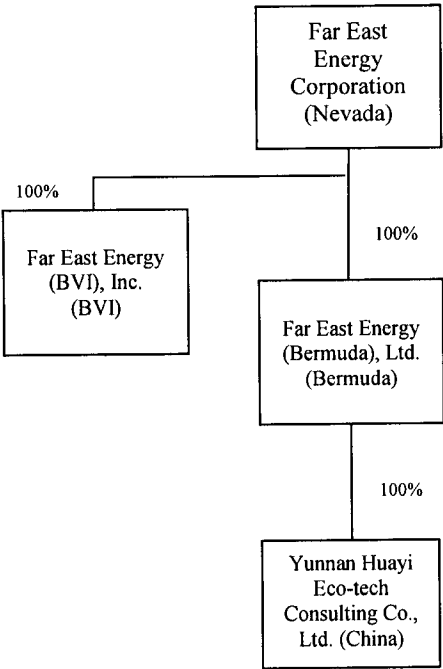 Far East
Energy
Corporation
(Nevada)
100%
100%
Far East Energy
(BVI), Inc.
(BVI)
Far East Energy
(Bermuda), Ltd.
(Bermuda)
100%
Yunnan Huayi
Eco-tech
Consulting Co.,
Ltd. (China)